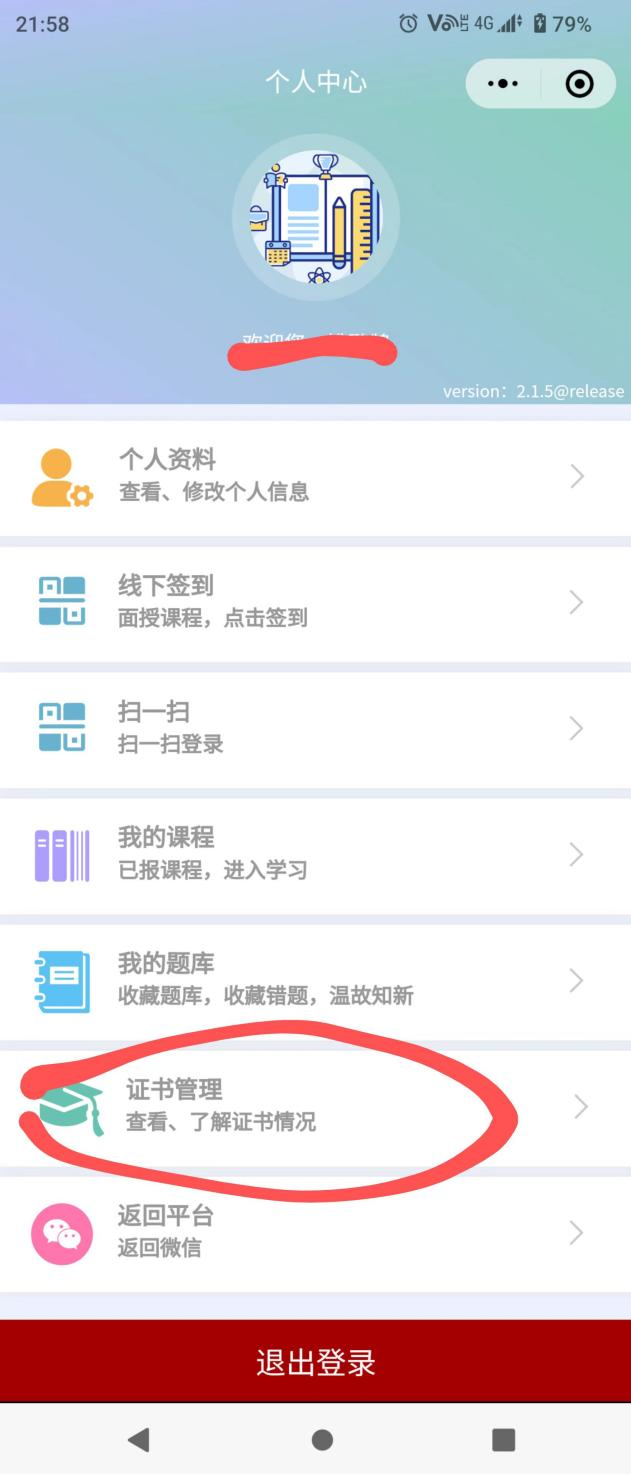 21:58
4G
79%
个人中心
version：2.1.5@release
个人资料
查看、修改个人信息
线下签到
面授课程，点击签到
扫一扫
扫一扫登录
我的课程
已报课程，进入学习
我的题库
收藏题库，收藏错题，温故知新
证书管理
查看、了解证书情况
返回平台
返回微信
退出登录